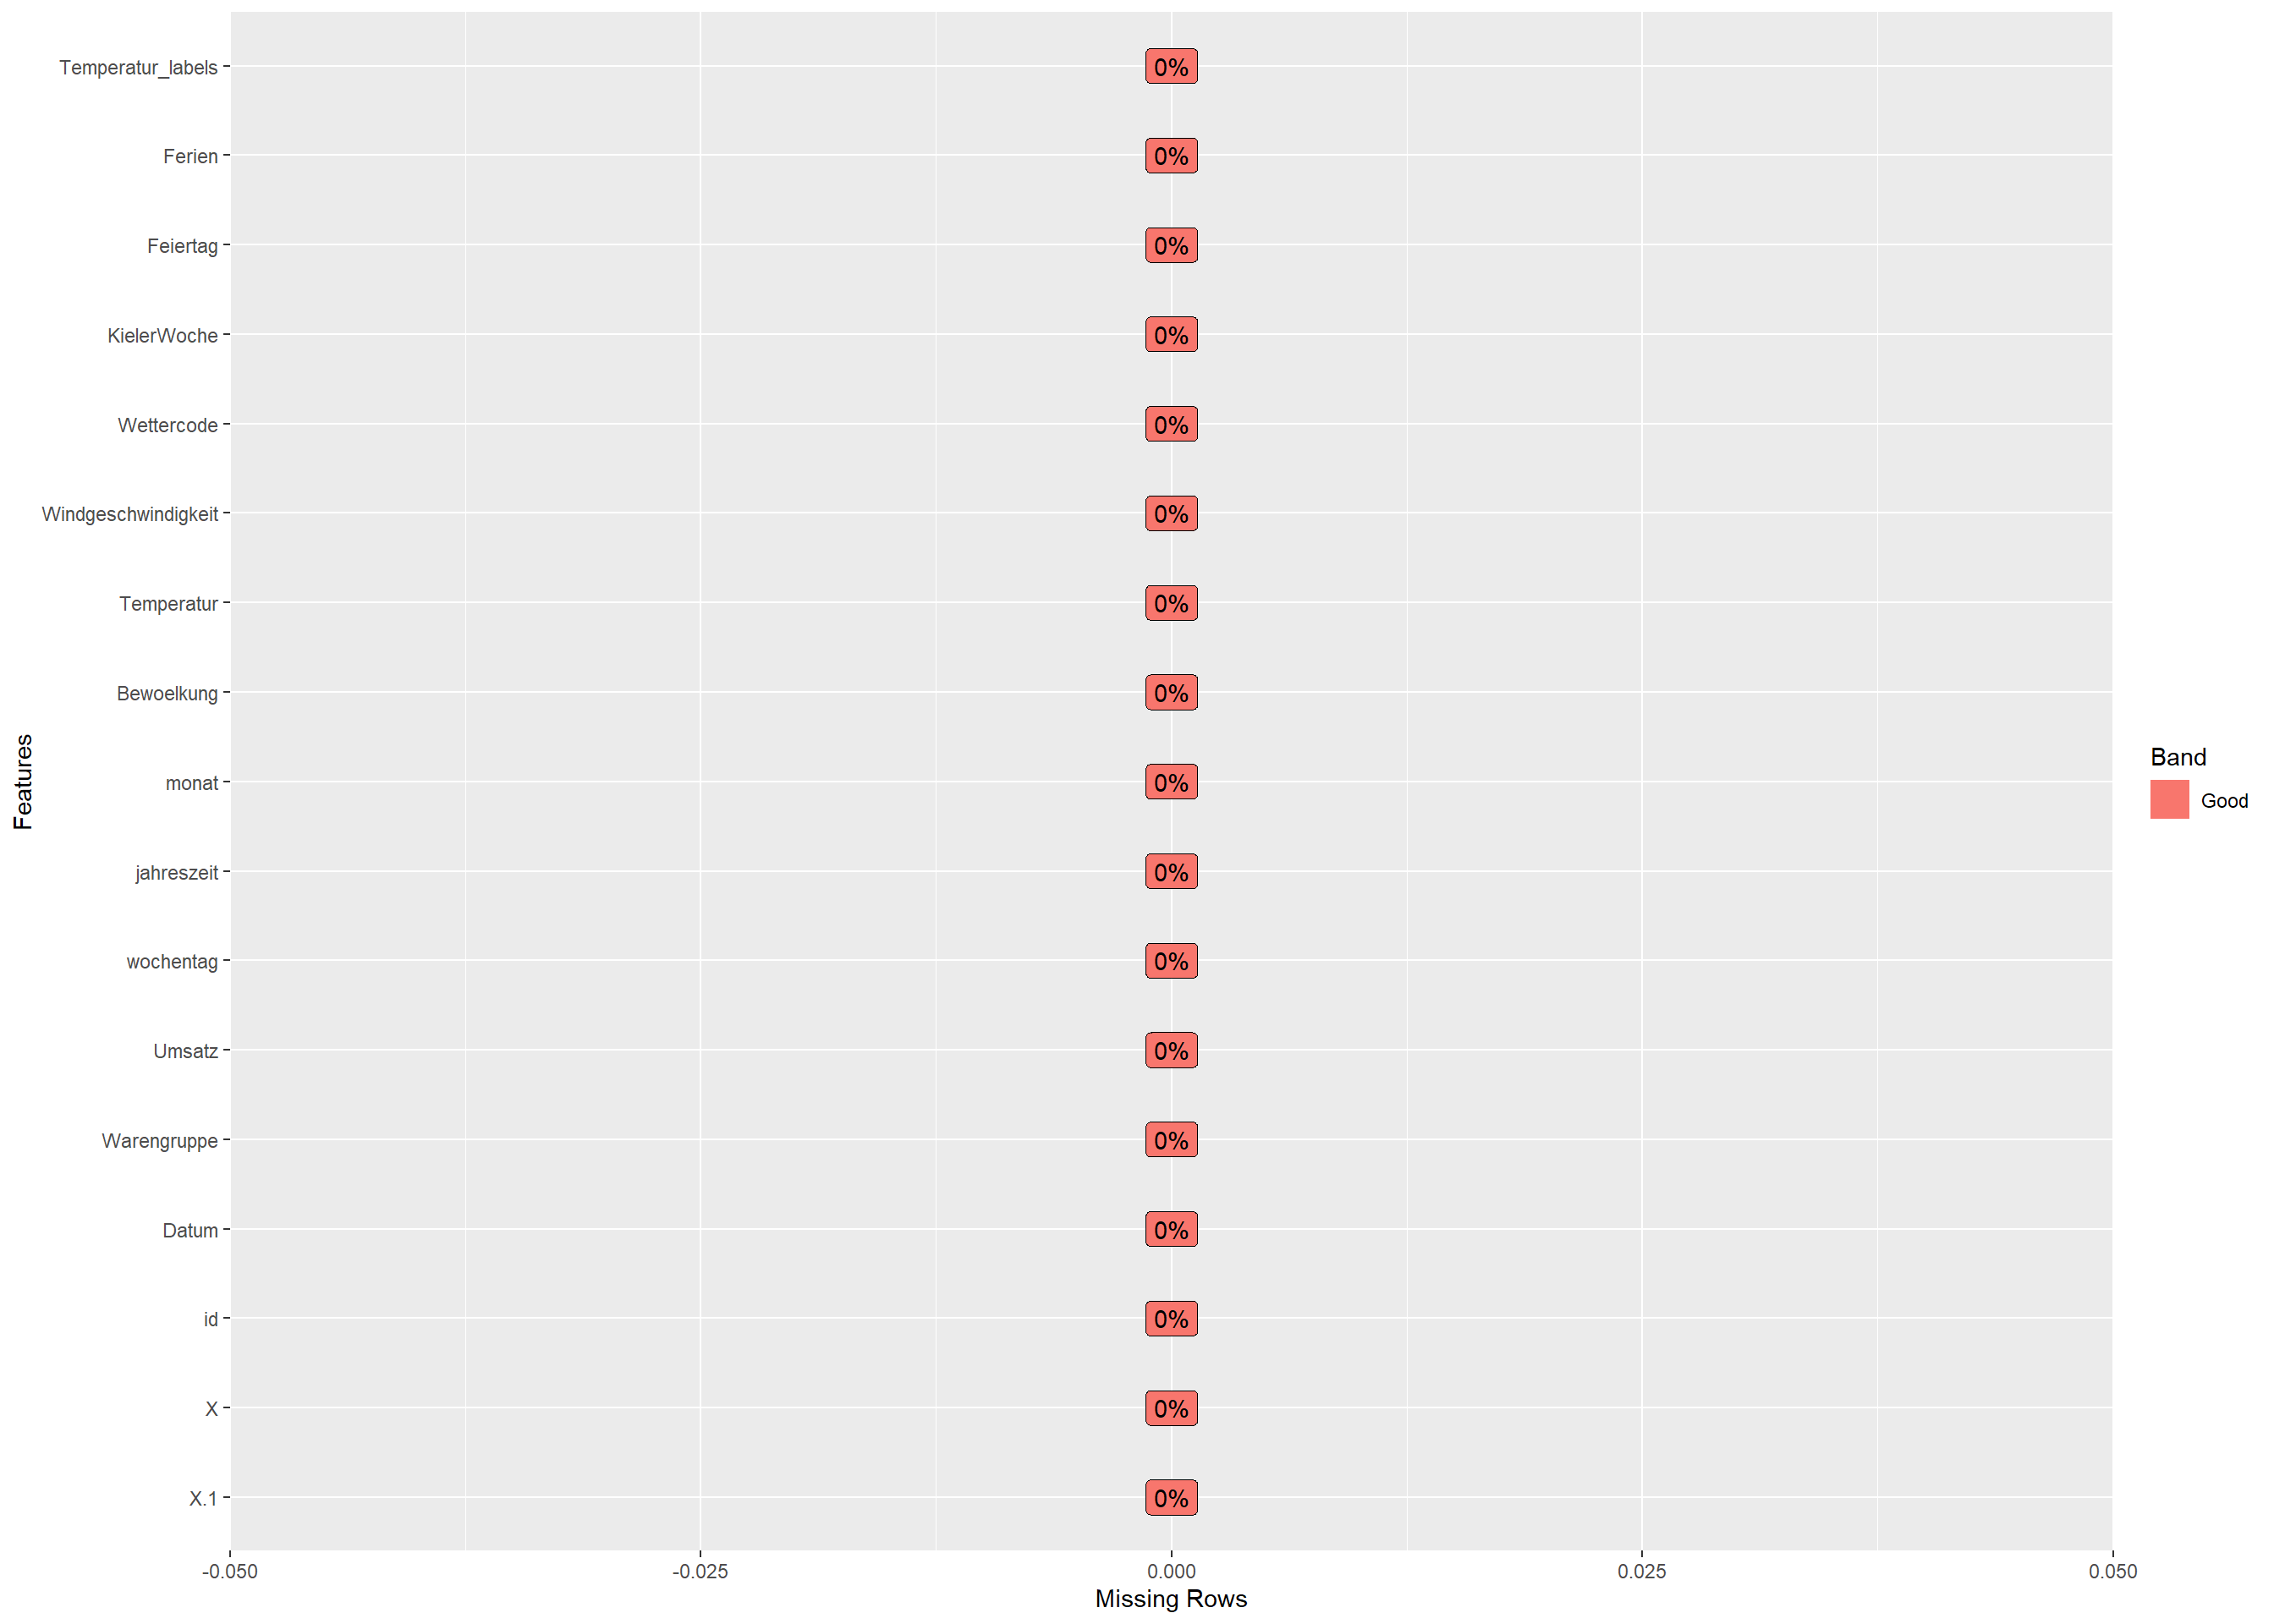 Temperatur_labels 0%
Ferien 0%
Feiertag 0%
KielerWoche 0%
Wettercode 0%
Windgeschwindigkeit 0%
Temperatur 0%
Bewoelkung 0%
monat 0%
jahreszeit 0%
wochentag 0%
Umsatz 0%
Warengruppe 0%
Datum 0%
id 0%
X 0%
X.1 0%
Features
-0.050 -0.025 0.000 0.025 0.050
Missing Rows
Band
Good